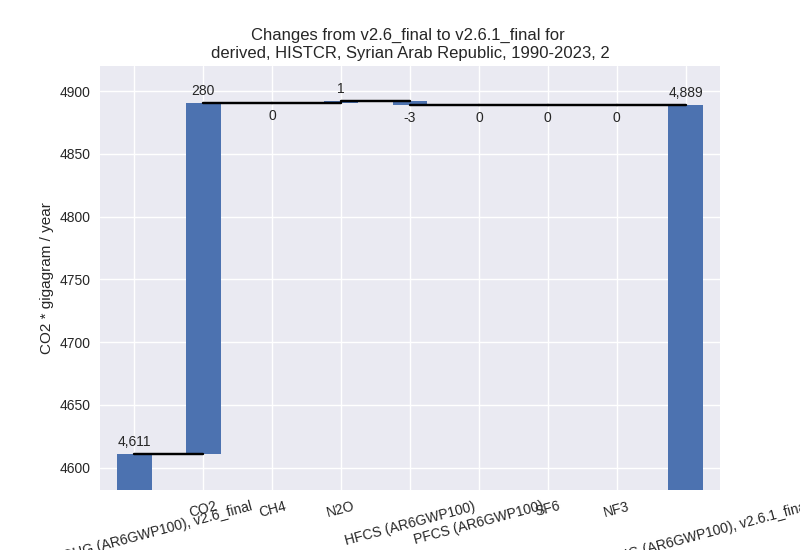 Changes from v2.6_final to v2.6.1_final for
derived, HISTCR, Syrian Arab Republic, 1990-2023, 2
CO2 * gigagram / year
4900
4850
4800
4750
4700
4650
4600
4,611
280
0
1
-3
0
0
0
4,889
(AR6GWP100), v2.6_final
CO2
CH4
N2O
HFCS (AR6GWP100)
PFCS (AR6GWP100)
SF6
NF3
(AR6GWP100), v2.6.1_fina